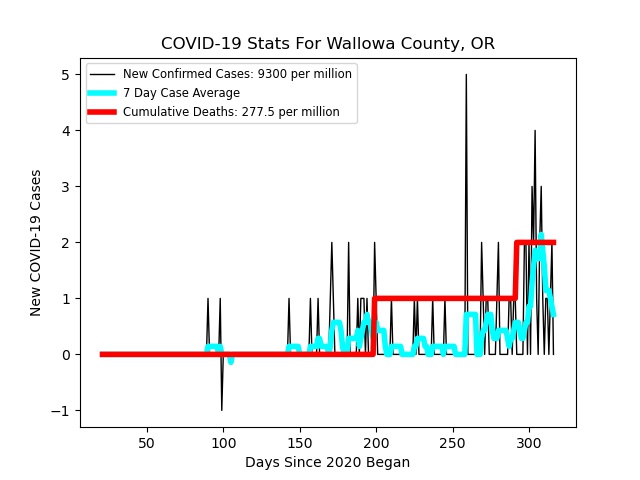 COVID-19 Stats For Wallowa County, OR
New Confirmed Cases: 9300 per million
7 Day Case Average
Cumulative Deaths: 277.5 per million
New COVID-19 Cases
5
4
3
2
1
0
−1
50 100 150 200 250 300
Days Since 2020 Began